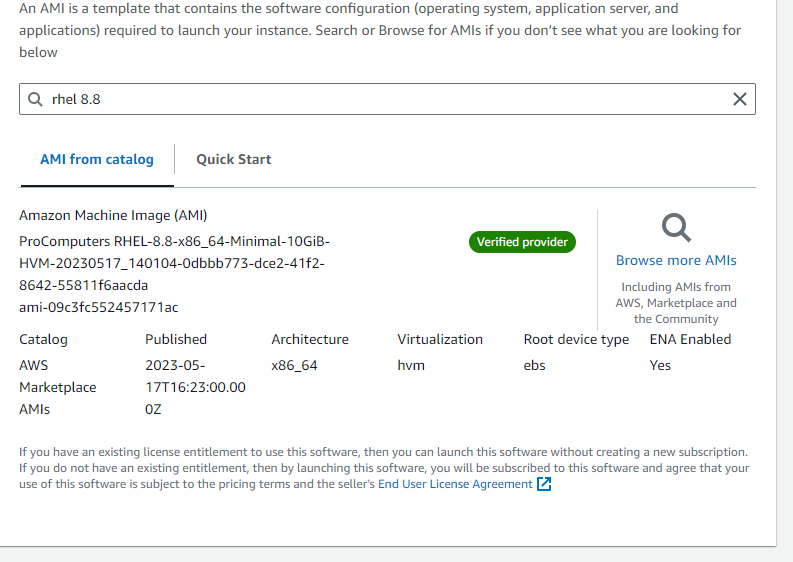 An AMI is a template that contains the software configuration (operating system, application server, and
applications) required to launch your instance. Search or Browse for AMIs if you don't see what you are looking for
below
rhel 8.8
AMI from catalog
Quick Start
Amazon Machine Image (AMI)
ProComputers RHEL-8.8-x86_64-Minimal-10GiB-
HVM-20230517_140104-0dbbb773-dce2-41f2-
8642-55811f6aacda
ami-09c3fc552457171ac
Verified provider
Browse more AMIs
Including AMIs from
AWS, Marketplace and
the Community
Catalog
AWS
Marketplace
AMIs
Published
2023-05-
17T16:23:00.00
0Z
Architecture
x86_64
Virtualization
hvm
Root device type
ebs
ENA Enabled
Yes
If you have an existing license entitlement to use this software, then you can launch this software without creating a new subscription.
If you do not have an existing entitlement, then by launching this software, you will be subscribed to this software and agree that your
use of this software is subject to the pricing terms and the seller's End User License Agreement